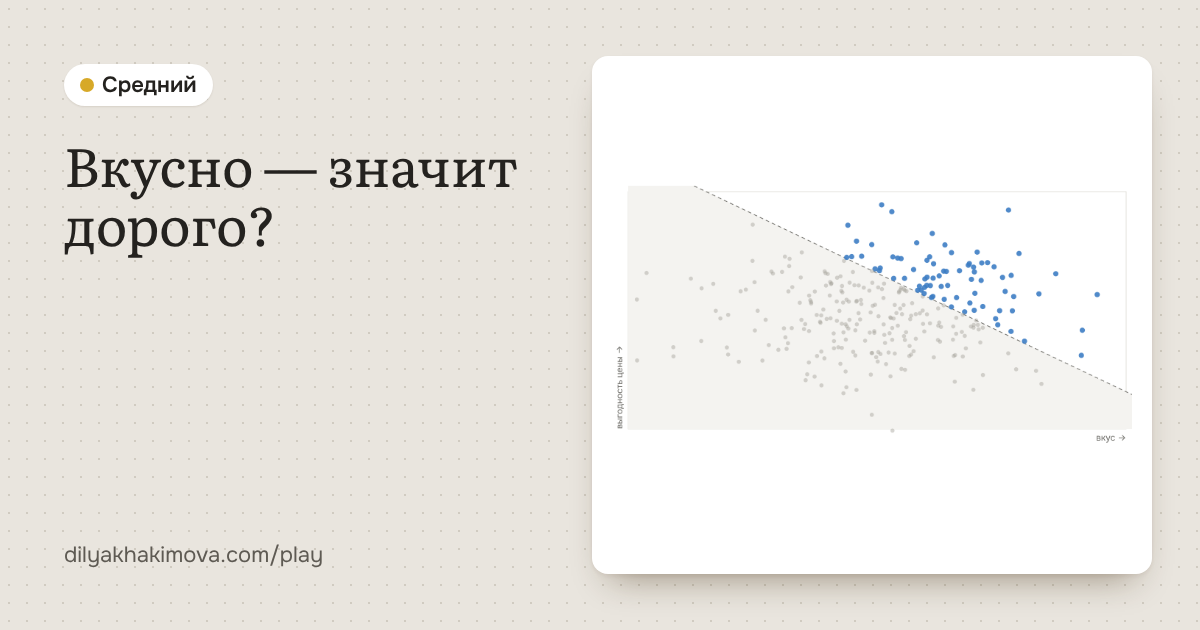 Средний
Вкусно — значит
дорого?
выгодность цены →
вкус →
dilyakhakimova.com/play